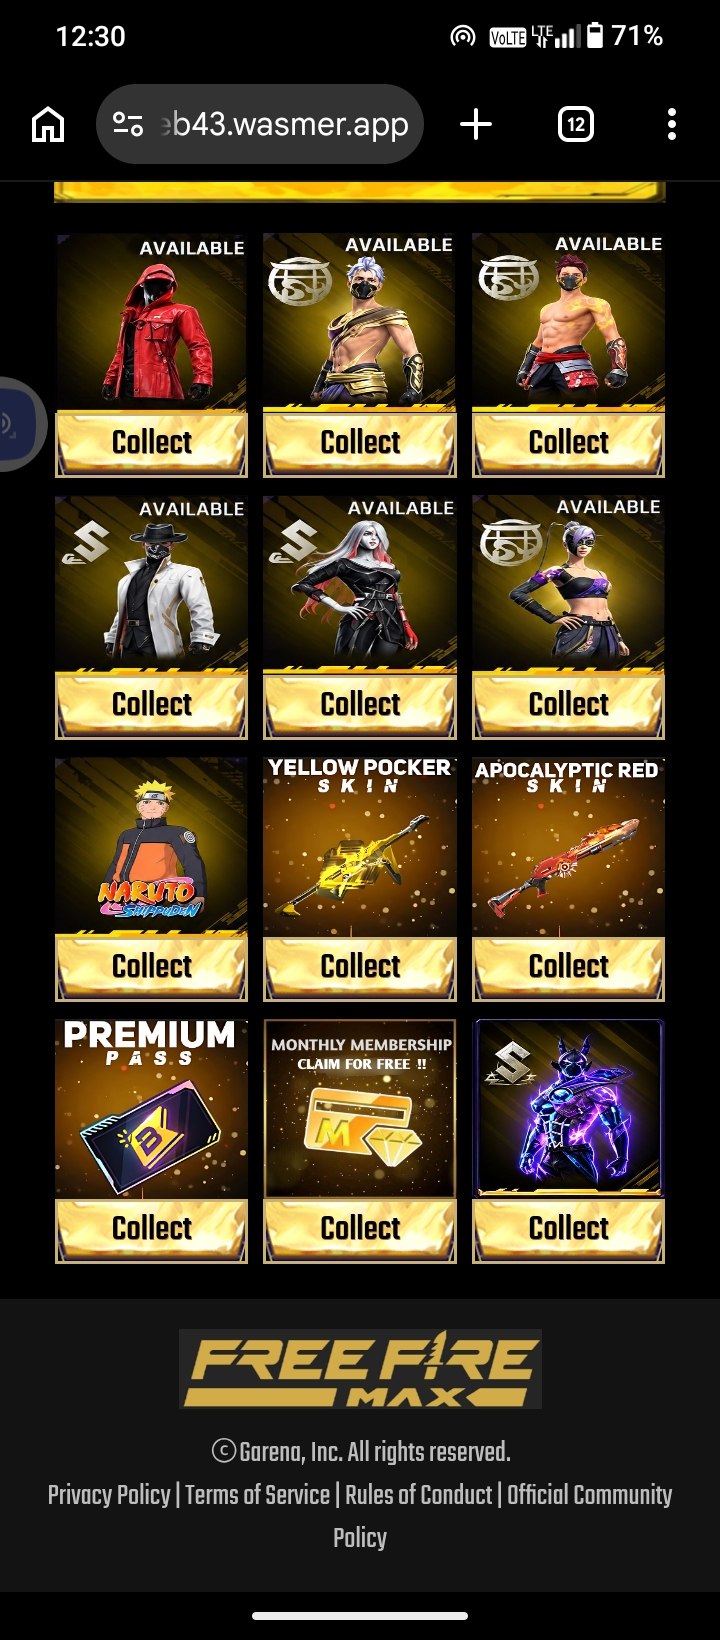 12:30
VoLTE LTE 71%
eb43.wasmer.app
12
AVAILABLE AVAILABLE AVAILABLE
Collect Collect Collect
AVAILABLE AVAILABLE AVAILABLE
Collect Collect Collect
NARUTO
SHIPPUDEN
YELLOW POCKER
SKIN
APOCALYPTIC RED
SKIN
Collect Collect Collect
PREMIUM
PASS
MONTHLY MEMBERSHIP
CLAIM FOR FREE !!
M
Collect Collect Collect
FREE FIRE
MAX
©Garena, Inc. All rights reserved.
Privacy Policy | Terms of Service | Rules of Conduct | Official Community
Policy